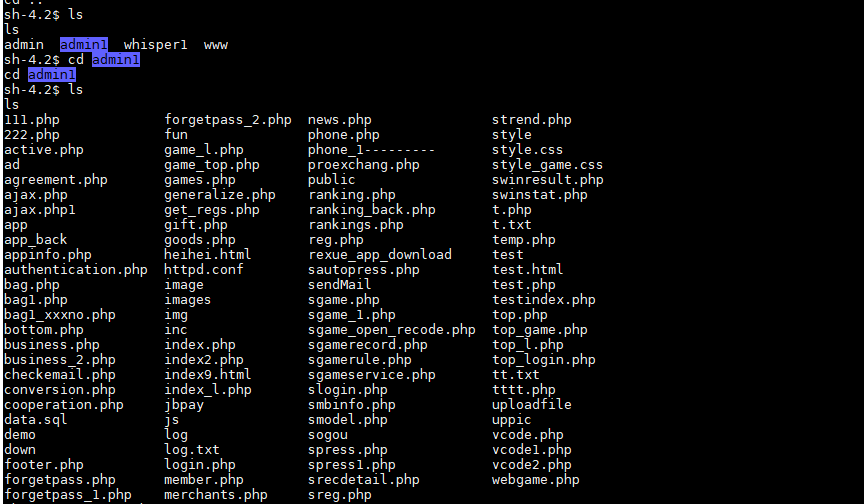 cd ..
sh-4.2$ ls
ls
admin  admin1  whisper1  www
sh-4.2$ cd admin1
cd admin1
sh-4.2$ ls
ls
111.php             forgetpass_2.php  news.php               strend.php
222.php             fun               phone.php              style
active.php          game_l.php        phone_1---------       style.css
ad                  game_top.php      proexchang.php         style_game.css
agreement.php       games.php         public                 swinresult.php
ajax.php            generalize.php    ranking.php            swinstat.php
ajax.php1           get_regs.php      ranking_back.php       t.php
app                 gift.php          rankings.php           t.txt
app_back            goods.php         reg.php                temp.php
appinfo.php         heihei.html       rexue_app_download     test
authentication.php  httpd.conf        sautopress.php         test.html
bag.php             image             sendMail               test.php
bag1.php            images            sgame.php              testindex.php
bag1_xxxno.php      img               sgame_1.php            top.php
bottom.php          inc               sgame_open_recode.php  top_game.php
business.php        index.php         sgamerecord.php        top_l.php
business_2.php      index2.php        sgamerule.php          top_login.php
checkemail.php      index9.html       sgameservice.php       tt.txt
conversion.php      index_l.php       slogin.php             tttt.php
cooperation.php     jbpay             smbinfo.php            uploadfile
data.sql            js                smodel.php             uppic
demo                log               sogou                  vcode.php
down                log.txt           spress.php             vcode1.php
footer.php          login.php         spress1.php            vcode2.php
forgetpass.php      member.php        srecdetail.php         webgame.php
forgetpass_1.php    merchants.php     sreg.php